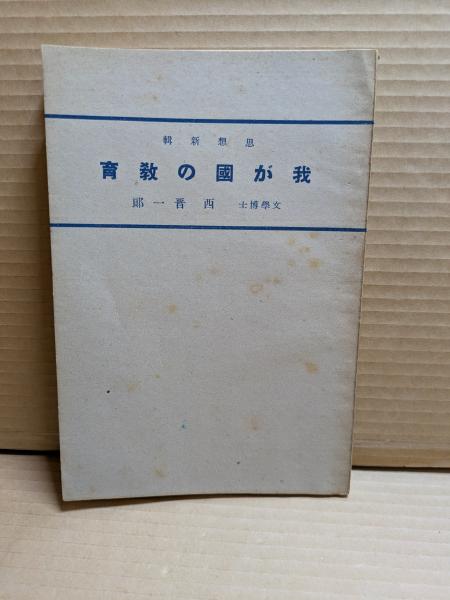 思想新輯
我が國の教育
文學博士 西晋一郎